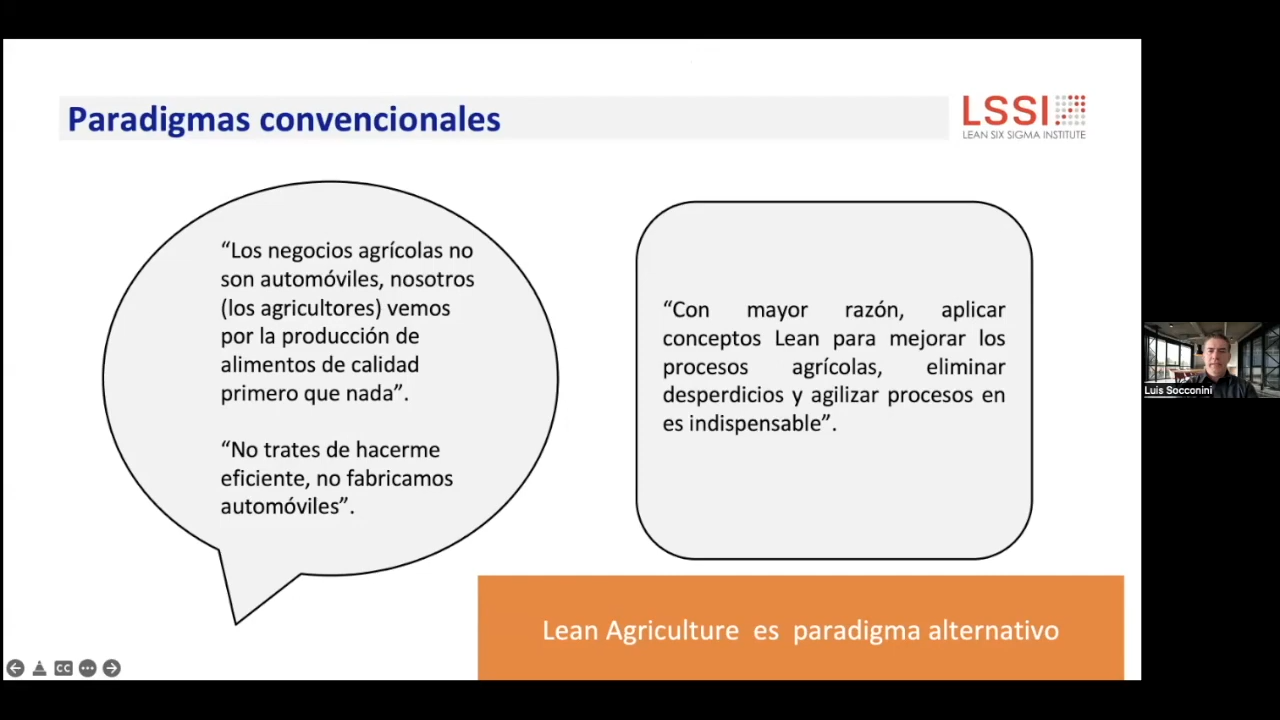 Paradigmas convencionales
LSSI
LEAN SIX SIGMA INSTITUTE
“Los negocios agrícolas no
son automóviles, nosotros
(los agricultores) vemos
por la producción de
alimentos de calidad
primero que nada”.
“No trates de hacerme
eficiente, no fabricamos
automóviles”.
“Con mayor razón, aplicar
conceptos Lean para mejorar los
procesos agrícolas, eliminar
desperdicios y agilizar procesos en
es indispensable”.
Lean Agriculture es paradigma alternativo
CC
Luis Socconini